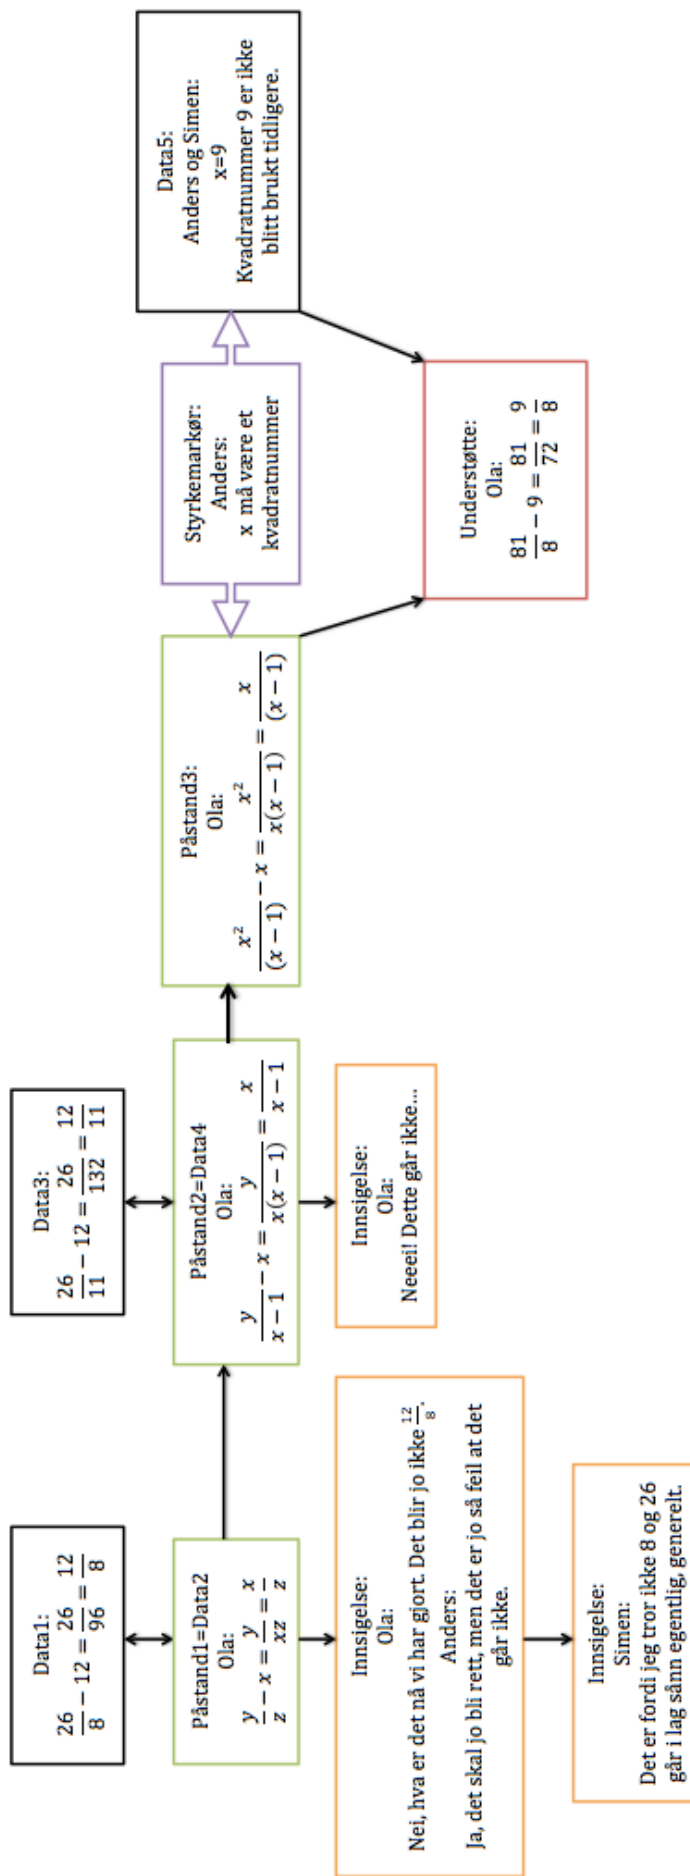 Data1:
26/8 − 12 = 26/96 = 12/8
Påstand1=Data2
Ola:
y/z − x = y/xz = x/z
Innsigelse:
Ola:
Nei, hva er det nå vi har gjort. Det blir jo ikke 12/8.
Anders:
Ja, det skal jo bli rett, men det er jo så feil at det
går ikke.
Innsigelse:
Simen:
Det er fordi jeg tror ikke 8 og 26
går i lag sånn egentlig, generelt.
Data3:
26/11 − 12 = 26/132 = 12/11
Påstand2=Data4
Ola:
y/x − 1 − x = y/x(x − 1) = x/x − 1
Innsigelse:
Ola:
Neeei! Dette går ikke...
Påstand3:
Ola:
x²/(x − 1) − x = x²/x(x − 1) = x/(x − 1)
Styrkemarkør:
Anders:
x må være et
kvadratnummer
Data5:
Anders og Simen:
x=9
Kvadratnummer 9 er ikke
blitt brukt tidligere.
Understøtte:
Ola:
81/8 − 9 = 81/72 = 9/8